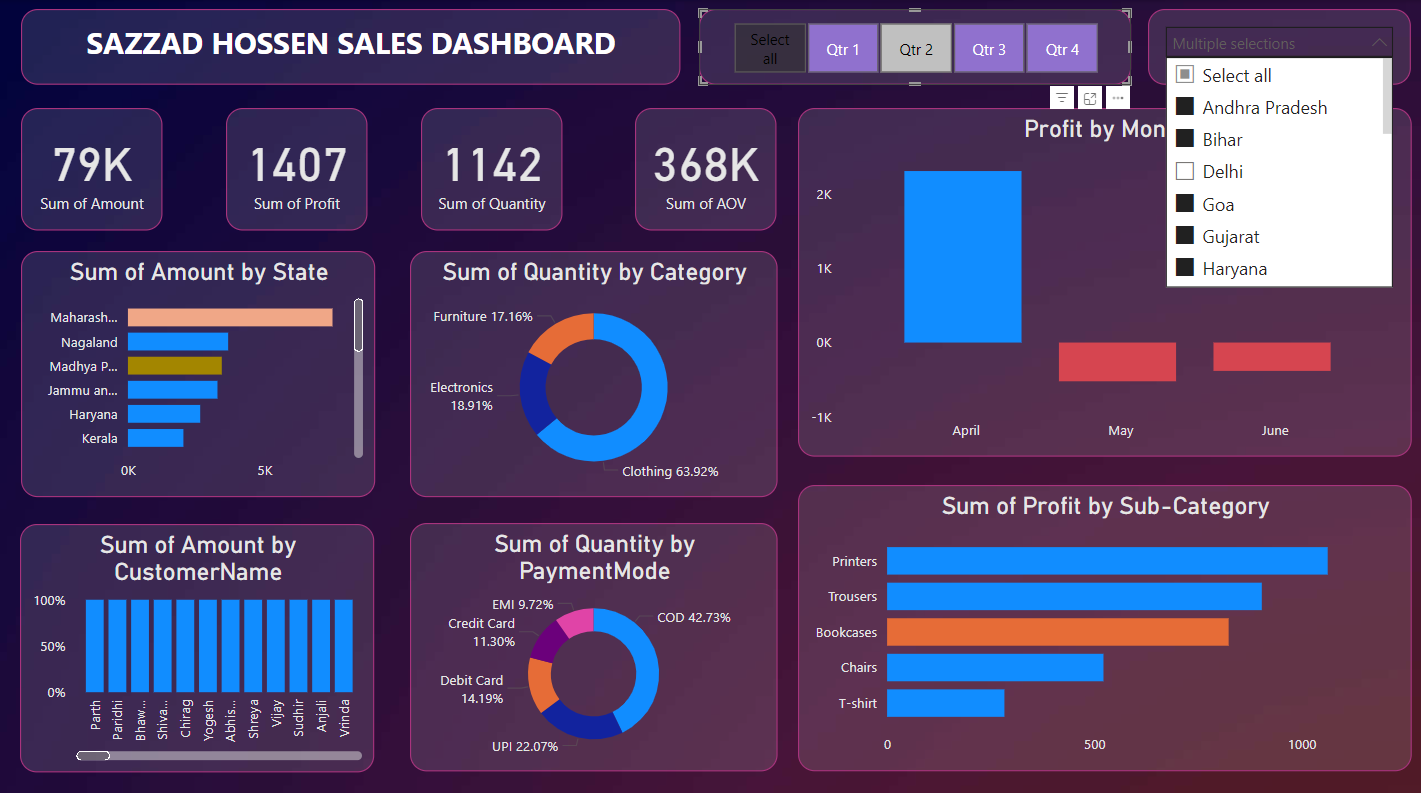 SAZZAD HOSSEN SALES DASHBOARD
Select
all
Qtr 1
Qtr 2
Qtr 3
Qtr 4
Multiple selections
Select all
Andhra Pradesh
Bihar
Delhi
Goa
Gujarat
Haryana
79K
Sum of Amount
1407
Sum of Profit
1142
Sum of Quantity
368K
Sum of AOV
Profit by Mon
2K
1K
0K
-1K
April
May
June
Sum of Amount by State
Maharash...
Nagaland
Madhya P...
Jammu an...
Haryana
Kerala
0K
5K
Sum of Quantity by Category
Furniture 17.16%
Electronics
18.91%
Clothing 63.92%
Sum of Amount by
CustomerName
100%
50%
0%
Parth
Paridhi
Bhaw...
Shiva...
Chirag
Yogesh
Abhis...
Shreya
Vijay
Sudhir
Anjali
Vrinda
Sum of Quantity by
PaymentMode
EMI 9.72%
COD 42.73%
Credit Card
11.30%
Debit Card
14.19%
UPI 22.07%
Sum of Profit by Sub-Category
Printers
Trousers
Bookcases
Chairs
T-shirt
0
500
1000